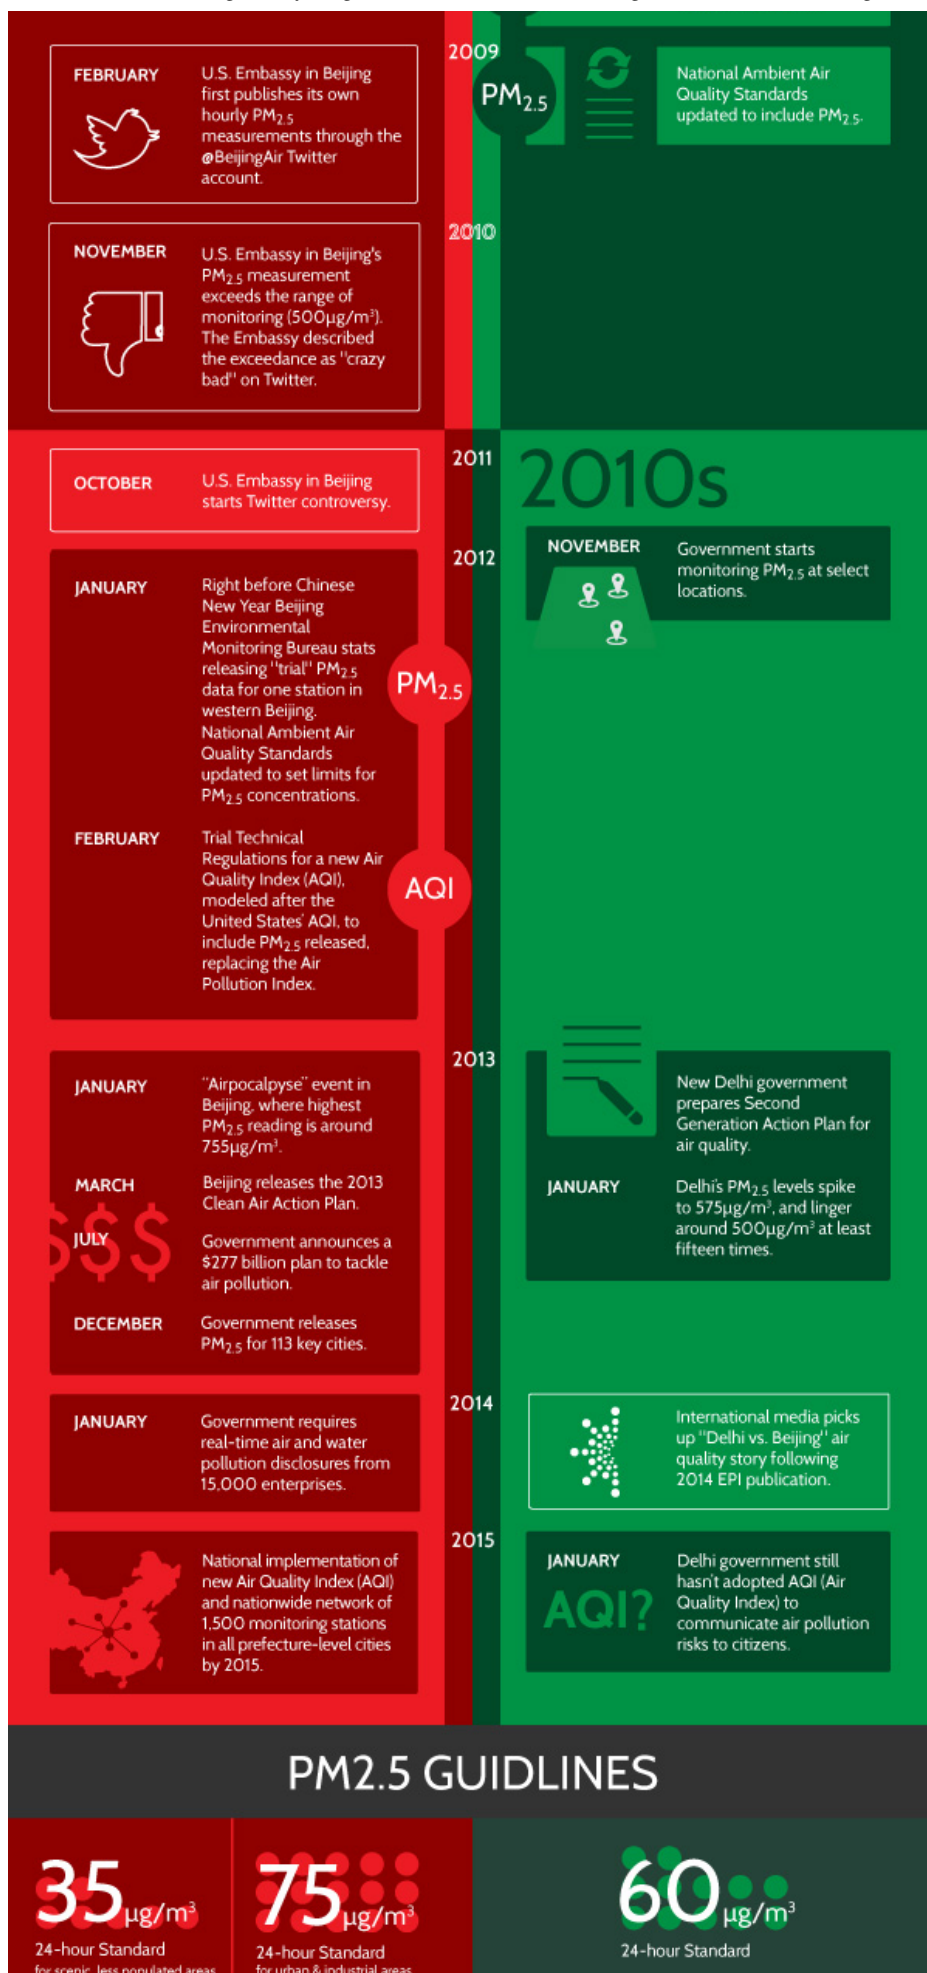 2009
FEBRUARY
U.S. Embassy in Beijing
first publishes its own
hourly PM2.5
measurements through the
@BeijingAir Twitter
account.
PM2.5
National Ambient Air
Quality Standards
updated to include PM2.5.
2010
NOVEMBER
U.S. Embassy in Beijing's
PM2.5 measurement
exceeds the range of
monitoring (500µg/m³).
The Embassy described
the exceedance as "crazy
bad" on Twitter.
2011
2010s
OCTOBER
U.S. Embassy in Beijing
starts Twitter controversy.
2012
JANUARY
Right before Chinese
New Year Beijing
Environmental
Monitoring Bureau stats
releasing "trial" PM2.5
data for one station in
western Beijing.
National Ambient Air
Quality Standards
updated to set limits for
PM2.5 concentrations.
PM2.5
FEBRUARY
Trial Technical
Regulations for a new Air
Quality Index (AQI),
modeled after the
United States' AQI, to
include PM2.5 released,
replacing the Air
Pollution Index.
AQI
NOVEMBER
Government starts
monitoring PM2.5 at select
locations.
2013
JANUARY
"Airpocalpyse" event in
Beijing, where highest
PM2.5 reading is around
755µg/m³.
MARCH
Beijing releases the 2013
Clean Air Action Plan.
$$$
JULY
Government announces a
$277 billion plan to tackle
air pollution.
DECEMBER
Government releases
PM2.5 for 113 key cities.
New Delhi government
prepares Second
Generation Action Plan for
air quality.
JANUARY
Delhi's PM2.5 levels spike
to 575µg/m³, and linger
around 500µg/m³ at least
fifteen times.
2014
JANUARY
Government requires
real-time air and water
pollution disclosures from
15,000 enterprises.
International media picks
up "Delhi vs. Beijing" air
quality story following
2014 EPI publication.
2015
National implementation of
new Air Quality Index (AQI)
and nationwide network of
1,500 monitoring stations
in all prefecture-level cities
by 2015.
JANUARY
AQI?
Delhi government still
hasn't adopted AQI (Air
Quality Index) to
communicate air pollution
risks to citizens.
PM2.5 GUIDLINES
35µg/m³
24-hour Standard
for scenic, less populated areas
75µg/m³
24-hour Standard
for urban & industrial areas
60µg/m³
24-hour Standard